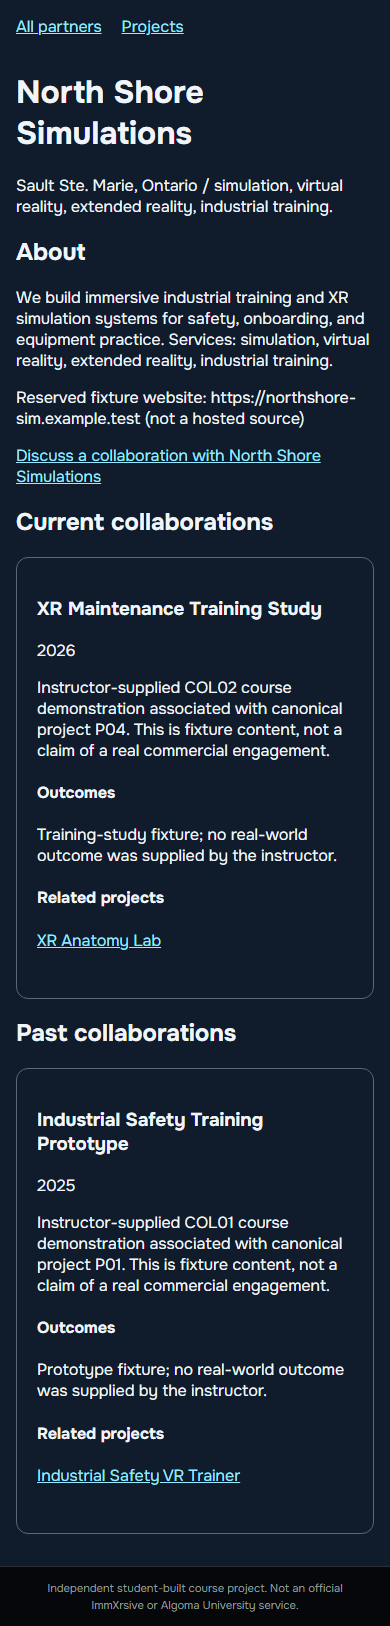 All partners Projects
North Shore
Simulations
Sault Ste. Marie, Ontario / simulation, virtual
reality, extended reality, industrial training.
About
We build immersive industrial training and XR
simulation systems for safety, onboarding, and
equipment practice. Services: simulation, virtual
reality, extended reality, industrial training.
Reserved fixture website: https://northshore-
sim.example.test (not a hosted source)
Discuss a collaboration with North Shore
Simulations
Current collaborations
XR Maintenance Training Study
2026
Instructor-supplied COL02 course
demonstration associated with canonical
project P04. This is fixture content, not a
claim of a real commercial engagement.
Outcomes
Training-study fixture; no real-world
outcome was supplied by the instructor.
Related projects
XR Anatomy Lab
Past collaborations
Industrial Safety Training
Prototype
2025
Instructor-supplied COL01 course
demonstration associated with canonical
project P01. This is fixture content, not a
claim of a real commercial engagement.
Outcomes
Prototype fixture; no real-world outcome
was supplied by the instructor.
Related projects
Industrial Safety VR Trainer
Independent student-built course project. Not an official
ImmXrsive or Algoma University service.